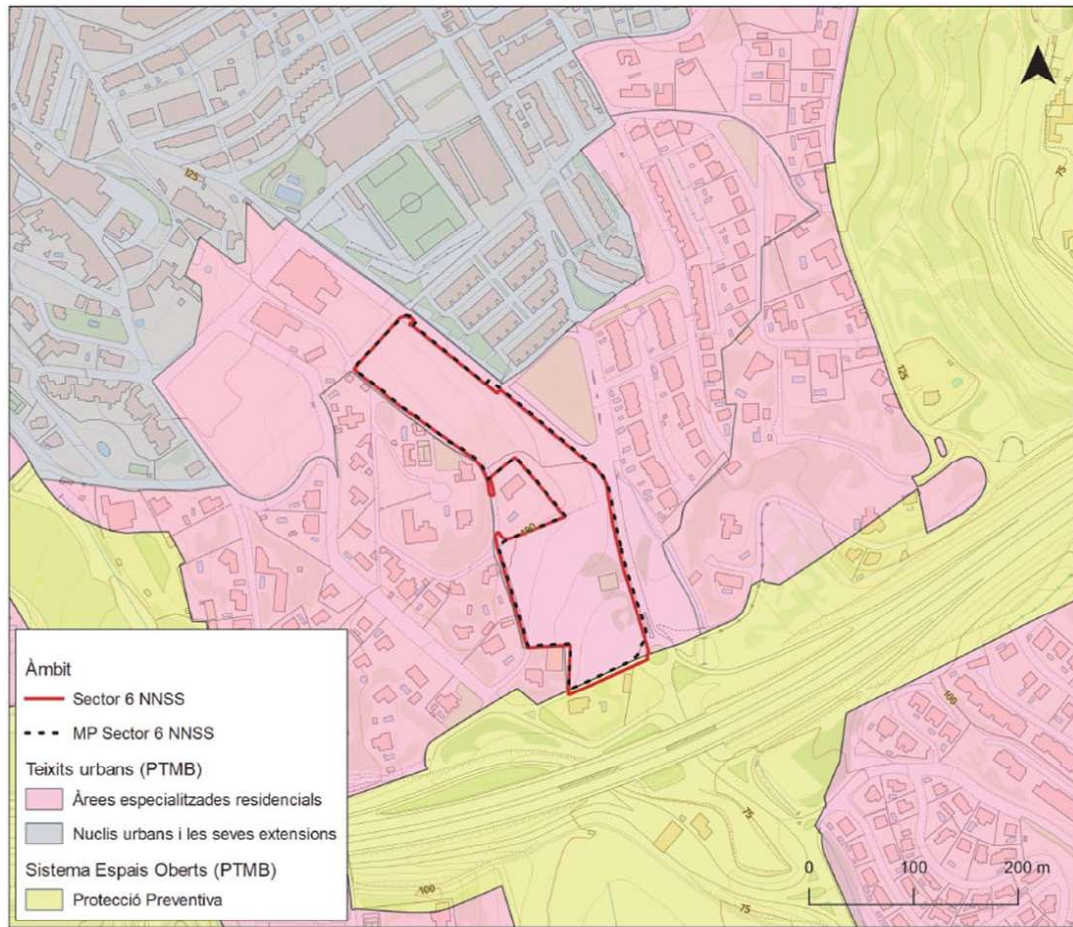 125
75
125
100
100
75
75
100
Àmbit
Sector 6 NNSS
MP Sector 6 NNSS
Teixits urbans (PTMB)
Àrees especialitzades residencials
Nuclis urbans i les seves extensions
Sistema Espais Oberts (PTMB)
Protecció Preventiva
0 100 200 m